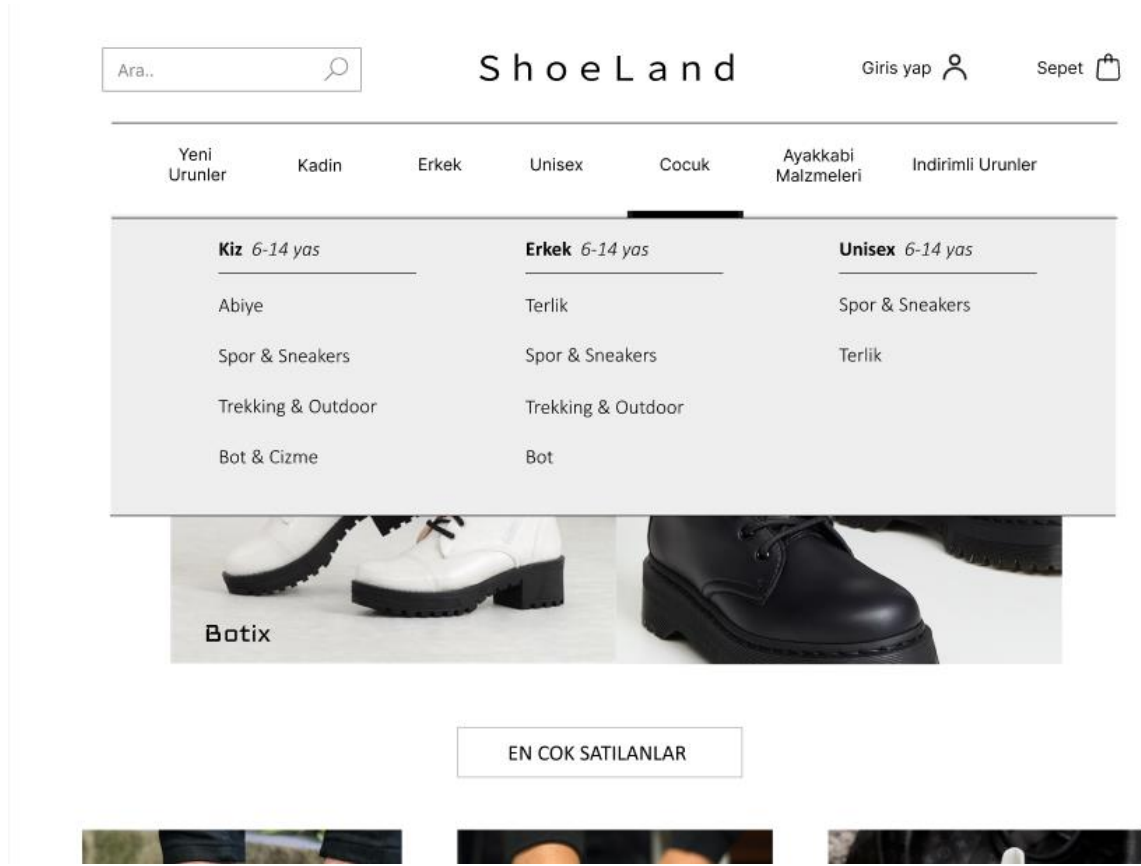 Ara..
ShoeLand
Giris yap
Sepet
Yeni
Urunler
Kadin
Erkek
Unisex
Cocuk
Ayakkabi
Malzmeleri
Indirimli Urunler
Kiz 6-14 yas
Abiye
Spor & Sneakers
Trekking & Outdoor
Bot & Cizme
Erkek 6-14 yas
Terlik
Spor & Sneakers
Trekking & Outdoor
Bot
Unisex 6-14 yas
Spor & Sneakers
Terlik
Botix
EN COK SATILANLAR